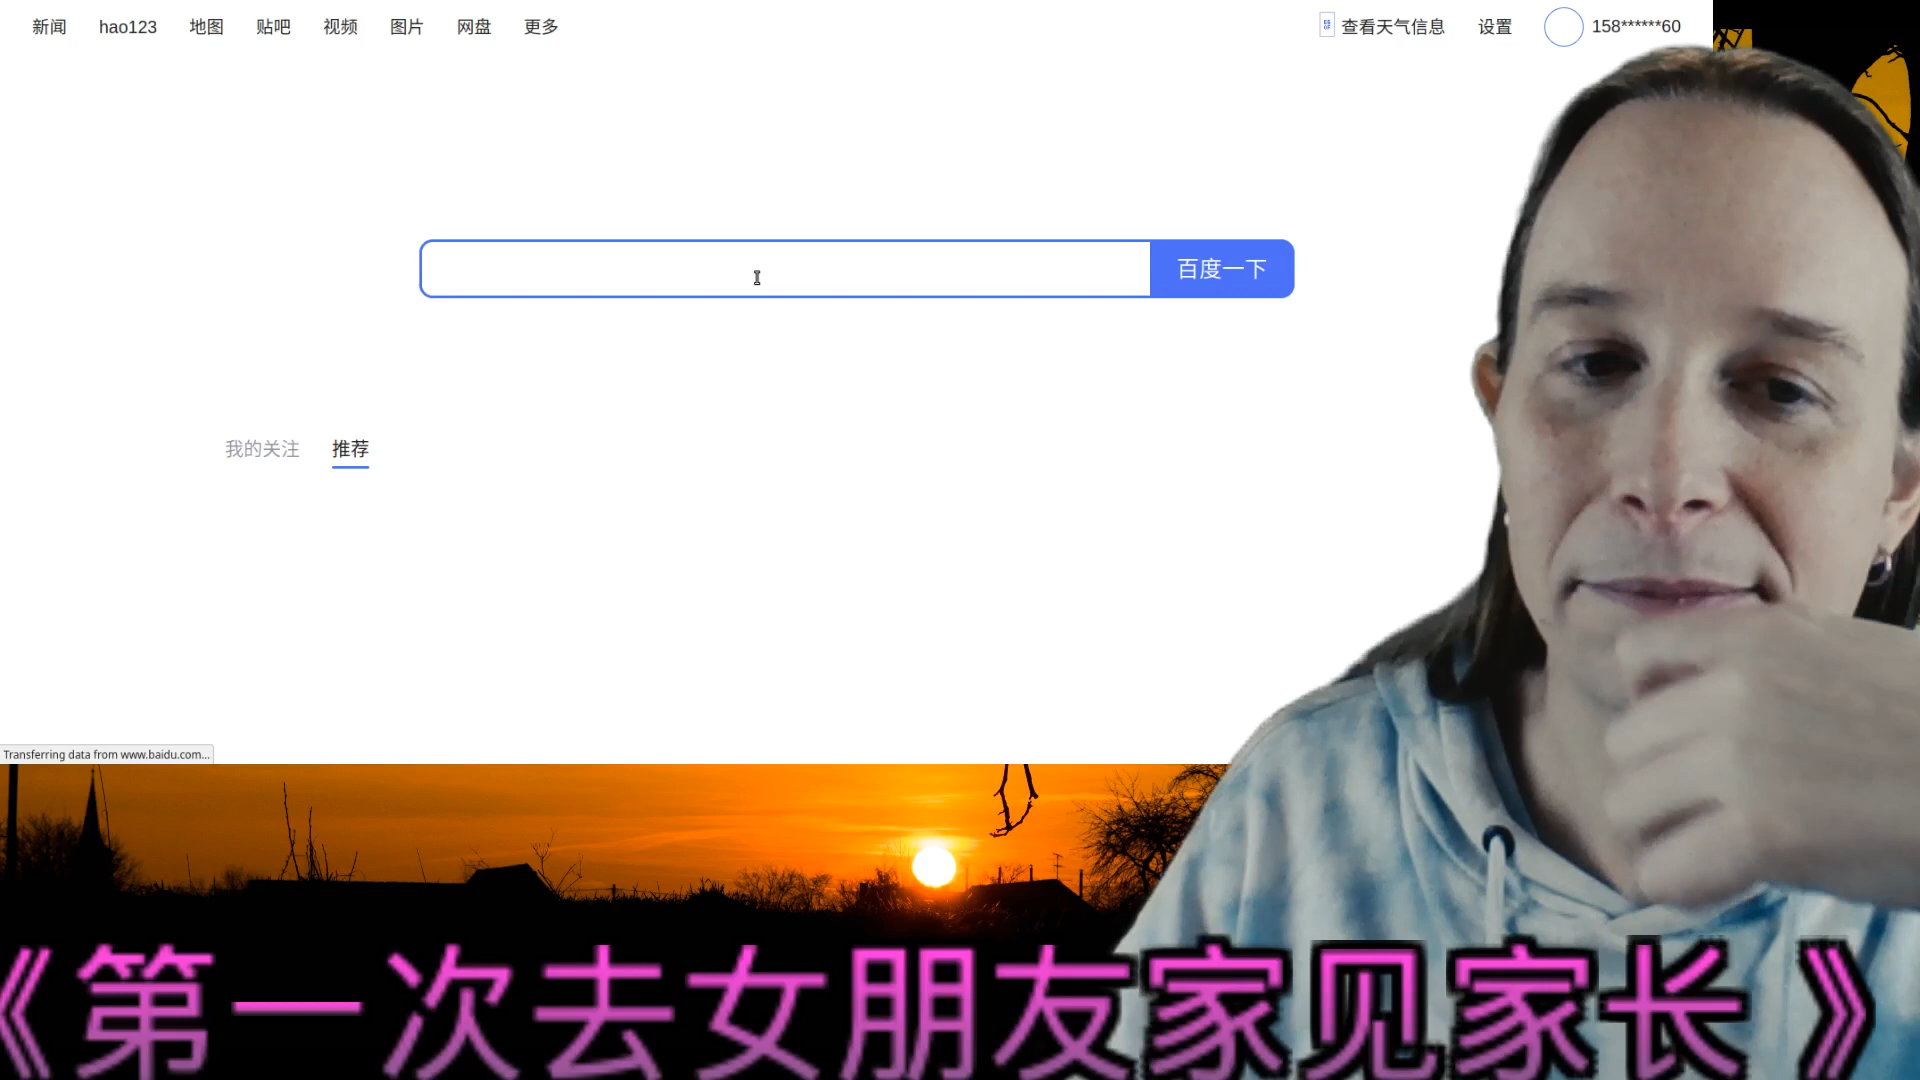 新闻 hao123 地图 贴吧 视频 图片 网盘 更多 查看天气信息 设置 158******60
百度一下
我的关注 推荐
Transferring data from www.baidu.com...
《第一次去女朋友家见家长》